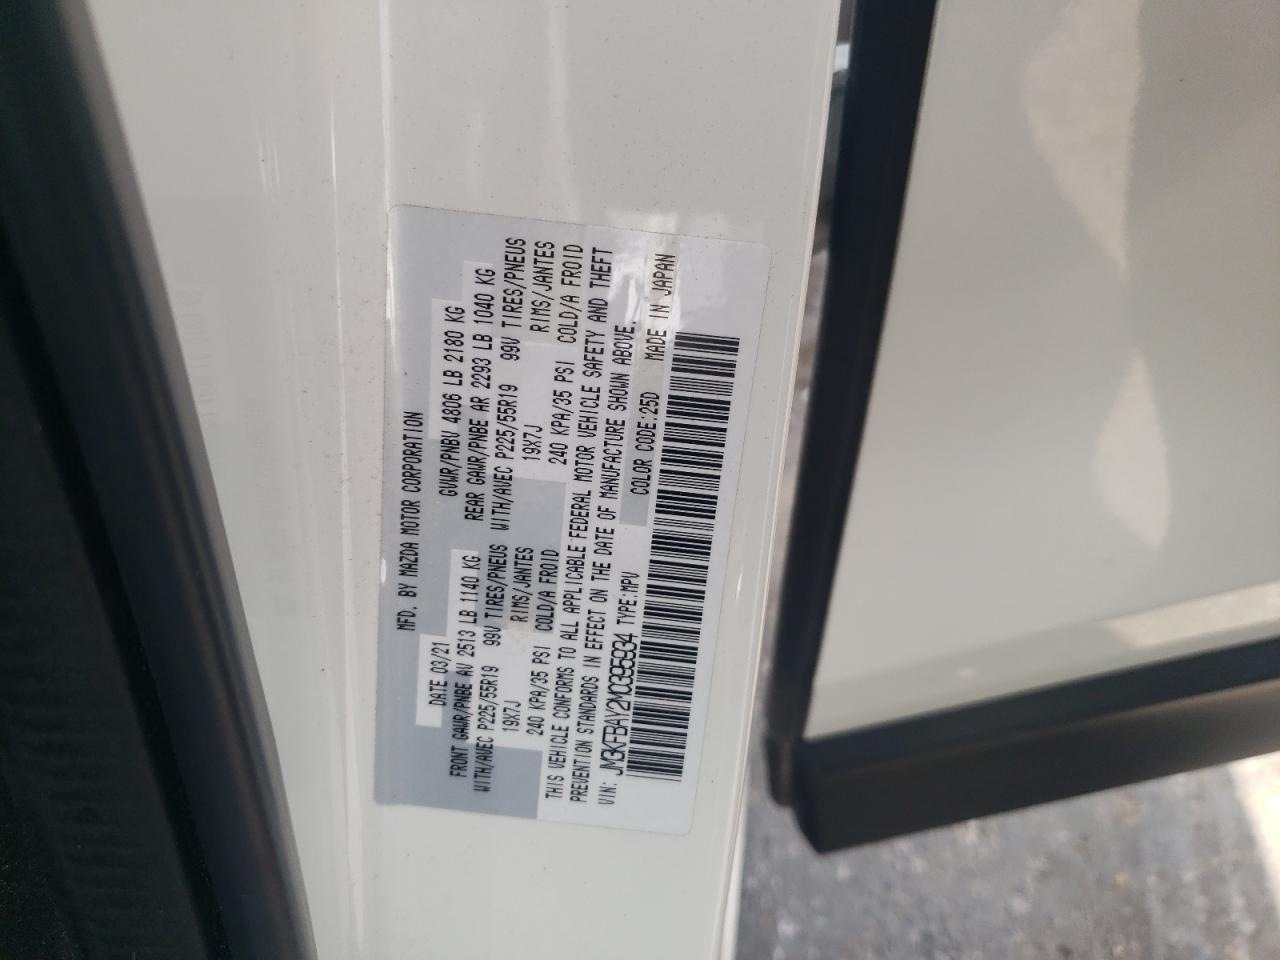 MFD. BY MAZDA MOTOR CORPORATION
DATE 03/21 GVWR/PNBV 4806 LB 2180 KG
FRONT GAWR/PNBE AV 2513 LB 1140 KG REAR GAWR/PNBE AR 2293 LB 1040 KG
WITH/AVEC P225/55R19 99V TIRES/PNEUS WITH/AVEC P225/55R19 99V TIRES/PNEUS
19X7J RIMS/JANTES 19X7J RIMS/JANTES
240 KPA/35 PSI COLD/A FROID 240 KPA/35 PSI COLD/A FROID
THIS VEHICLE CONFORMS TO ALL APPLICABLE FEDERAL MOTOR VEHICLE SAFETY AND THEFT
PREVENTION STANDARDS IN EFFECT ON THE DATE OF MANUFACTURE SHOWN ABOVE.
VIN: JM3KFBAY2M0395934 TYPE:MPV COLOR CODE:25D MADE IN JAPAN